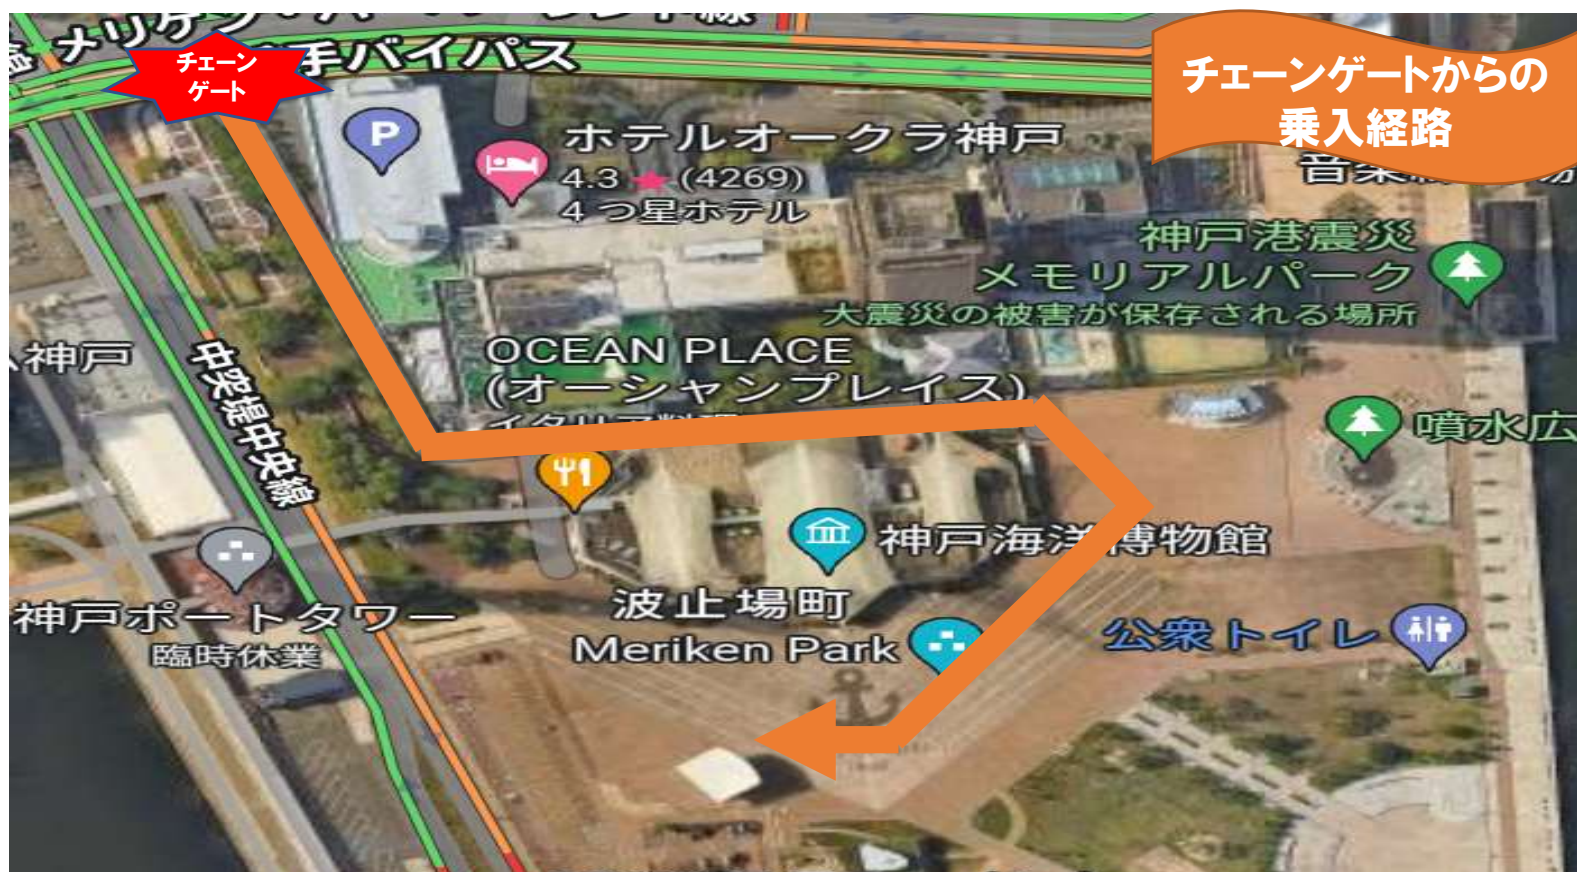 手バイパス
チェーン
ゲート
チェーンゲートからの
乗入経路
P
ホテルオークラ神戸
4.3 ★ (4269)
4 つ星ホテル
神戸港震災
メモリアルパーク
大震災の被害が保存される場所
神戸
中突堤中央線
OCEAN PLACE
(オーシャンプレイス)
噴水広
神戸海洋博物館
波止場町
Meriken Park
神戸ポートタワー
臨時休業
公衆トイレ